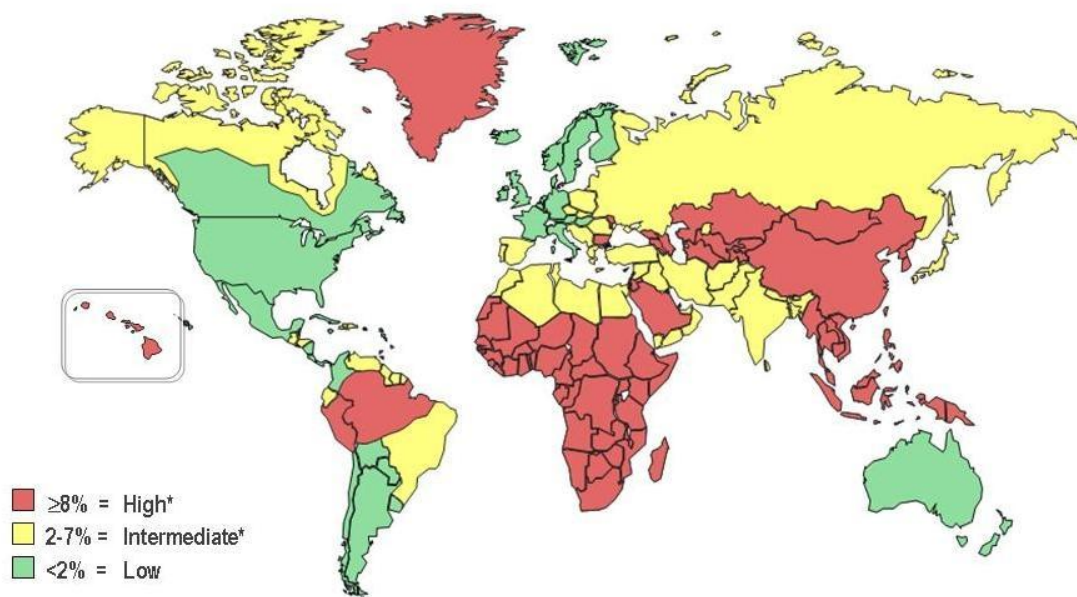 ≥8% = High*
2-7% = Intermediate*
<2% = Low